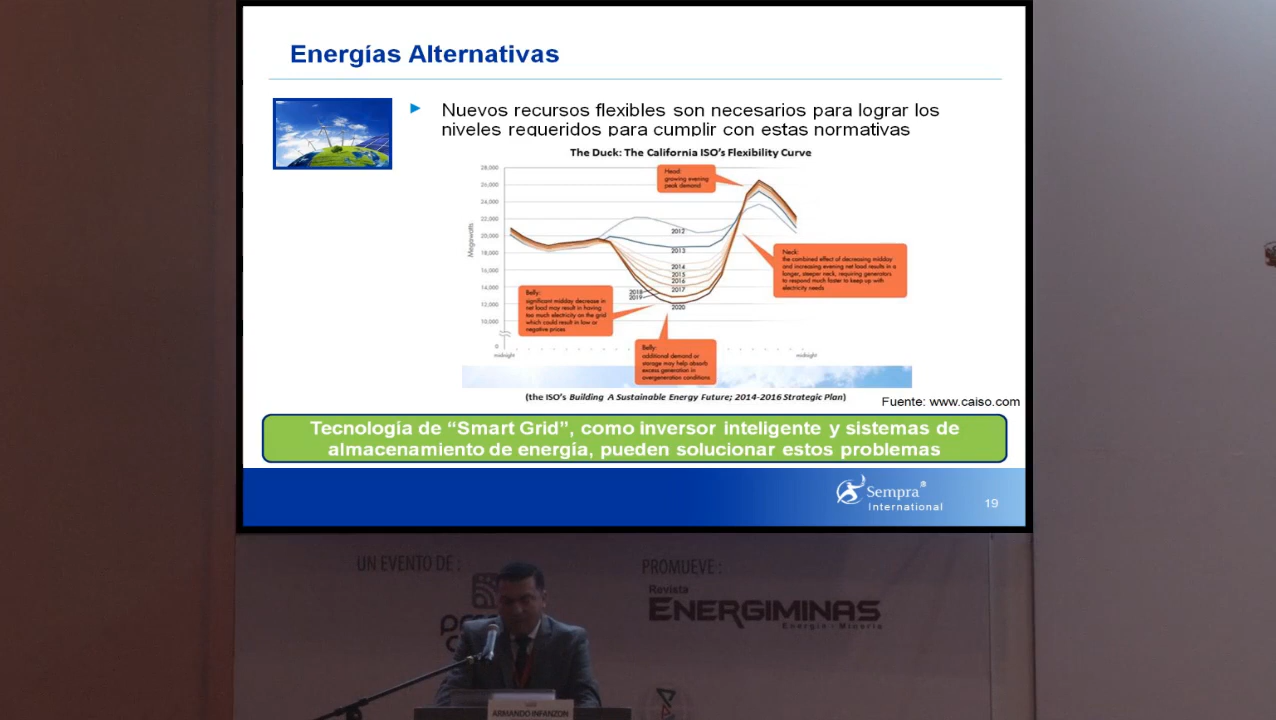 Energías Alternativas
Nuevos recursos flexibles son necesarios para lograr los
niveles requeridos para cumplir con estas normativas
The Duck: The California ISO's Flexibility Curve
28,000
26,000
24,000
22,000
20,000
18,000
16,000
14,000
12,000
10,000
0
Megawatts
midnight
midnight
Head:
growing evening
peak demand
2012
2013
2014
2015
2016
2017
2018
2019
2020
Neck:
the combined effect of decreasing midday
and increasing evening net load results in a
longer, steeper neck, requiring generators
to respond much faster to keep up with
electricity needs
Belly:
significant midday decrease in
net load may result in having
too much electricity on the grid
which could result in low or
negative prices
Belly:
additional demand or
storage may help absorb
excess generation in
overgeneration conditions
(the ISO's Building A Sustainable Energy Future; 2014-2016 Strategic Plan)
Fuente: www.caiso.com
Tecnología de “Smart Grid”, como inversor inteligente y sistemas de
almacenamiento de energía, pueden solucionar estos problemas
Sempra®
International
19
UN EVENTO DE :
PROMUEVE :
Revista
ENERGIMINAS
Energía y Minería
ARMANDO INFANZON